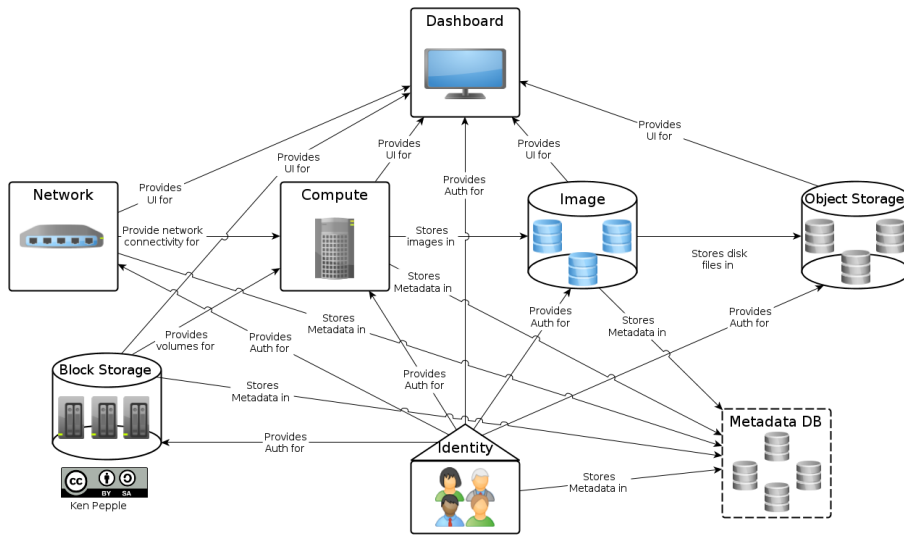 Dashboard
Provides
UI for
Provides
UI for
Provides
UI for
Provides
UI for
Provides
Auth for
Provides
UI for
Network
Compute
Image
Object Storage
Provide network
connectivity for
Stores
images in
Stores disk
files in
Stores
Metadata in
Stores
Metadata in
Provides
Auth for
Stores
Metadata in
Provides
Auth for
Provides
volumes for
Provides
Auth for
Block Storage
Stores
Metadata in
Provides
Auth for
Metadata DB
Provides
Auth for
Identity
Stores
Metadata in
cc
BY SA
Ken Pepple